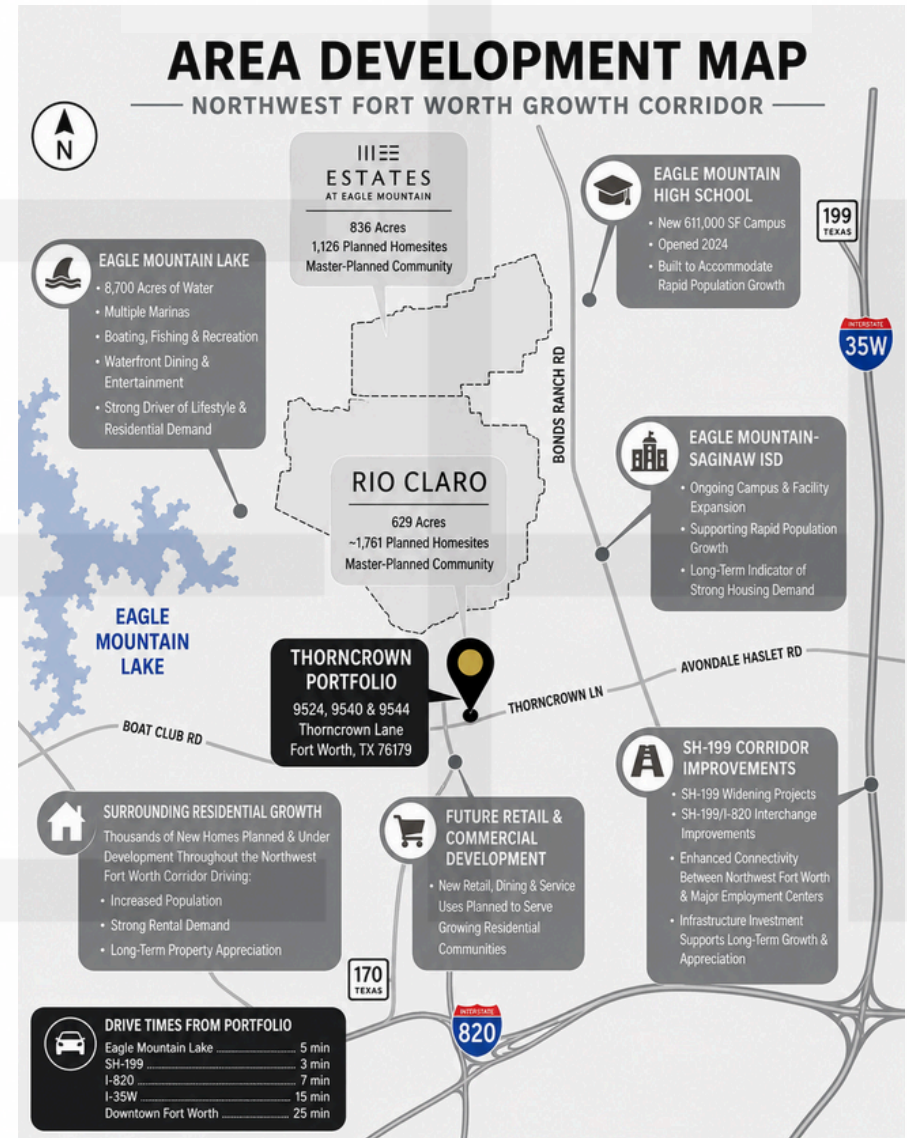 AREA DEVELOPMENT MAP
NORTHWEST FORT WORTH GROWTH CORRIDOR
N
ESTATES
AT EAGLE MOUNTAIN
836 Acres
1,126 Planned Homesites
Master-Planned Community
EAGLE MOUNTAIN
HIGH SCHOOL
• New 611,000 SF Campus
• Opened 2024
• Built to Accommodate
Rapid Population Growth
199
TEXAS
INTERSTATE
35W
EAGLE MOUNTAIN LAKE
• 8,700 Acres of Water
• Multiple Marinas
• Boating, Fishing & Recreation
• Waterfront Dining &
Entertainment
• Strong Driver of Lifestyle &
Residential Demand
BONDS RANCH RD
EAGLE MOUNTAIN-
SAGINAW ISD
• Ongoing Campus & Facility
Expansion
• Supporting Rapid Population
Growth
• Long-Term Indicator of
Strong Housing Demand
RIO CLARO
629 Acres
~1,761 Planned Homesites
Master-Planned Community
EAGLE
MOUNTAIN
LAKE
THORNCROWN
PORTFOLIO
9524, 9540 & 9544
Thorncrown Lane
Fort Worth, TX 76179
THORNCROWN LN
AVONDALE HASLET RD
BOAT CLUB RD
SH-199 CORRIDOR
IMPROVEMENTS
• SH-199 Widening Projects
• SH-199/I-820 Interchange
Improvements
• Enhanced Connectivity
Between Northwest Fort Worth
& Major Employment Centers
• Infrastructure Investment
Supports Long-Term Growth &
Appreciation
SURROUNDING RESIDENTIAL GROWTH
Thousands of New Homes Planned & Under
Development Throughout the Northwest
Fort Worth Corridor Driving:
• Increased Population
• Strong Rental Demand
• Long-Term Property Appreciation
FUTURE RETAIL &
COMMERCIAL
DEVELOPMENT
• New Retail, Dining & Service
Uses Planned to Serve
Growing Residential
Communities
170
TEXAS
INTERSTATE
820
DRIVE TIMES FROM PORTFOLIO
Eagle Mountain Lake 5 min
SH-199 3 min
I-820 7 min
I-35W 15 min
Downtown Fort Worth 25 min